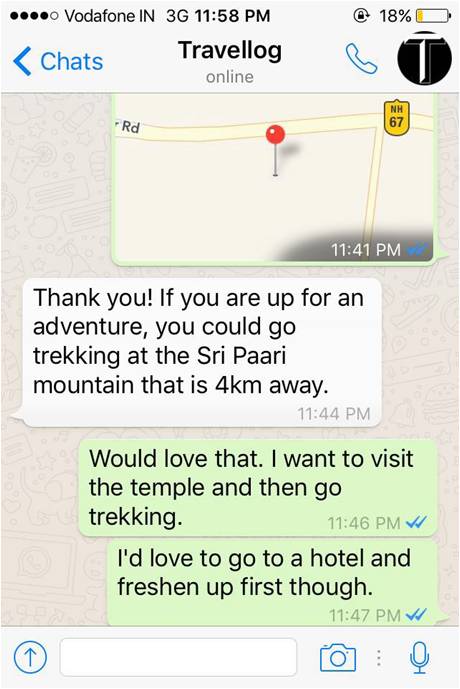 Vodafone IN 3G 11:58 PM 18%
Chats
Travellog
online
T
Rd
NH
67
11:41 PM
Thank you! If you are up for an
adventure, you could go
trekking at the Sri Paari
mountain that is 4km away.
11:44 PM
Would love that. I want to visit
the temple and then go
trekking.
11:46 PM
I'd love to go to a hotel and
freshen up first though.
11:47 PM